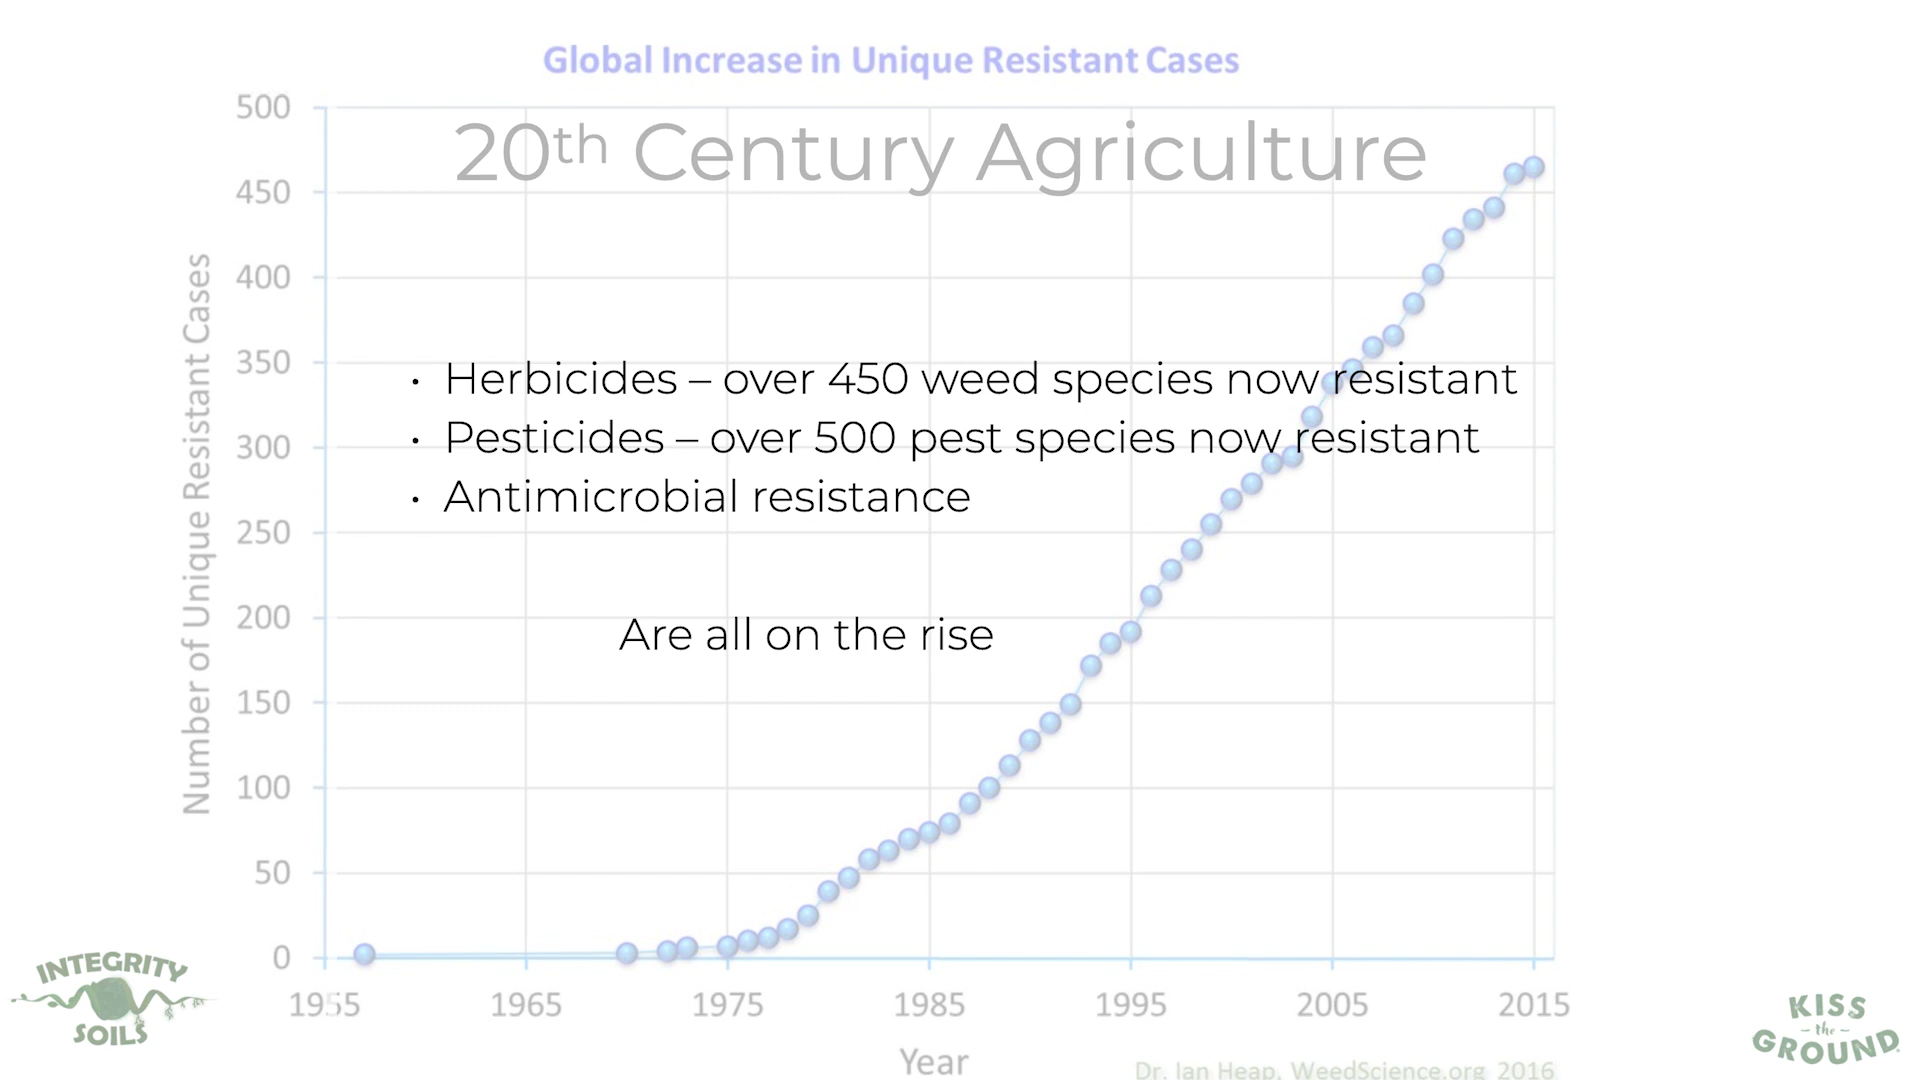 Global Increase in Unique Resistant Cases
20th Century Agriculture
500
450
400
350
300
250
200
150
100
50
0
Number of Unique Resistant Cases
• Herbicides – over 450 weed species now resistant
• Pesticides – over 500 pest species now resistant
• Antimicrobial resistance
Are all on the rise
1955 1965 1975 1985 1995 2005 2015
Year
Dr. Ian Heap, WeedScience.org 2016
INTEGRITY
SOILS
KISS
– the –
GROUND